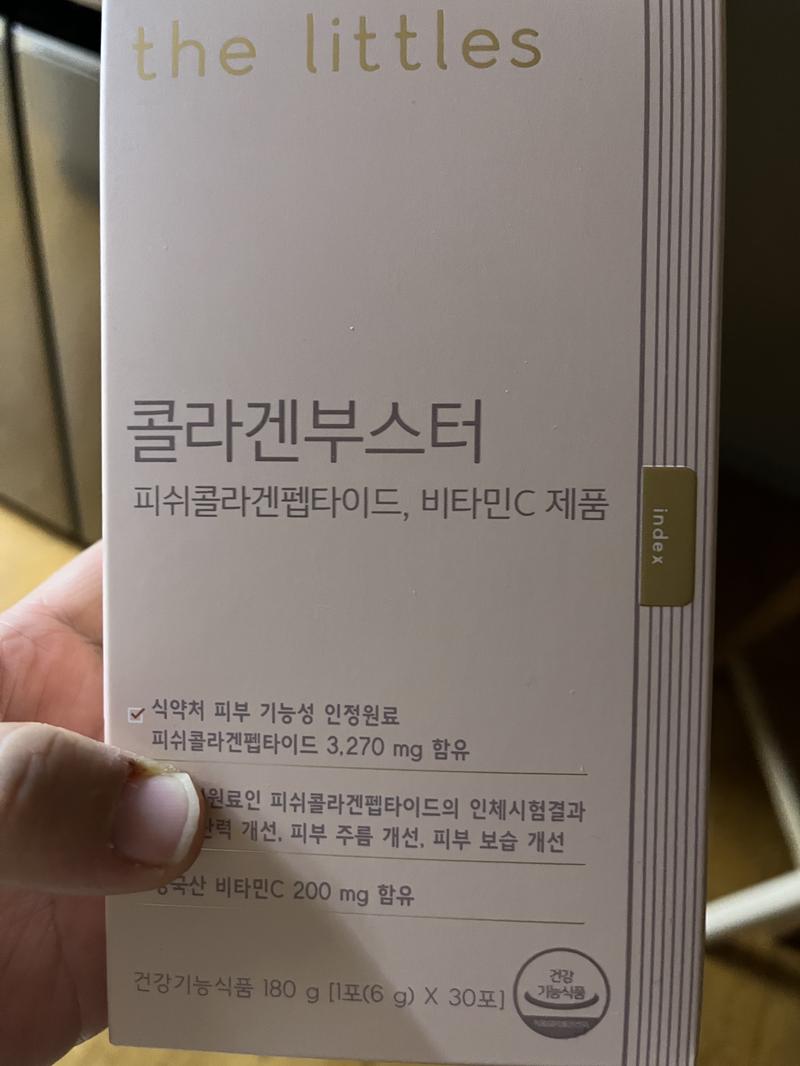 the littles
콜라겐부스터
피쉬콜라겐펩타이드, 비타민C 제품
index
식약처 피부 기능성 인정원료
피쉬콜라겐펩타이드 3,270 mg 함유
피쉬콜라겐펩타이드의 인체시험결과
개선, 피부 주름 개선, 피부 보습 개선
비타민C 200 mg 함유
건강기능식품 180 g [1포(6 g) X 30포]
건강
기능식품